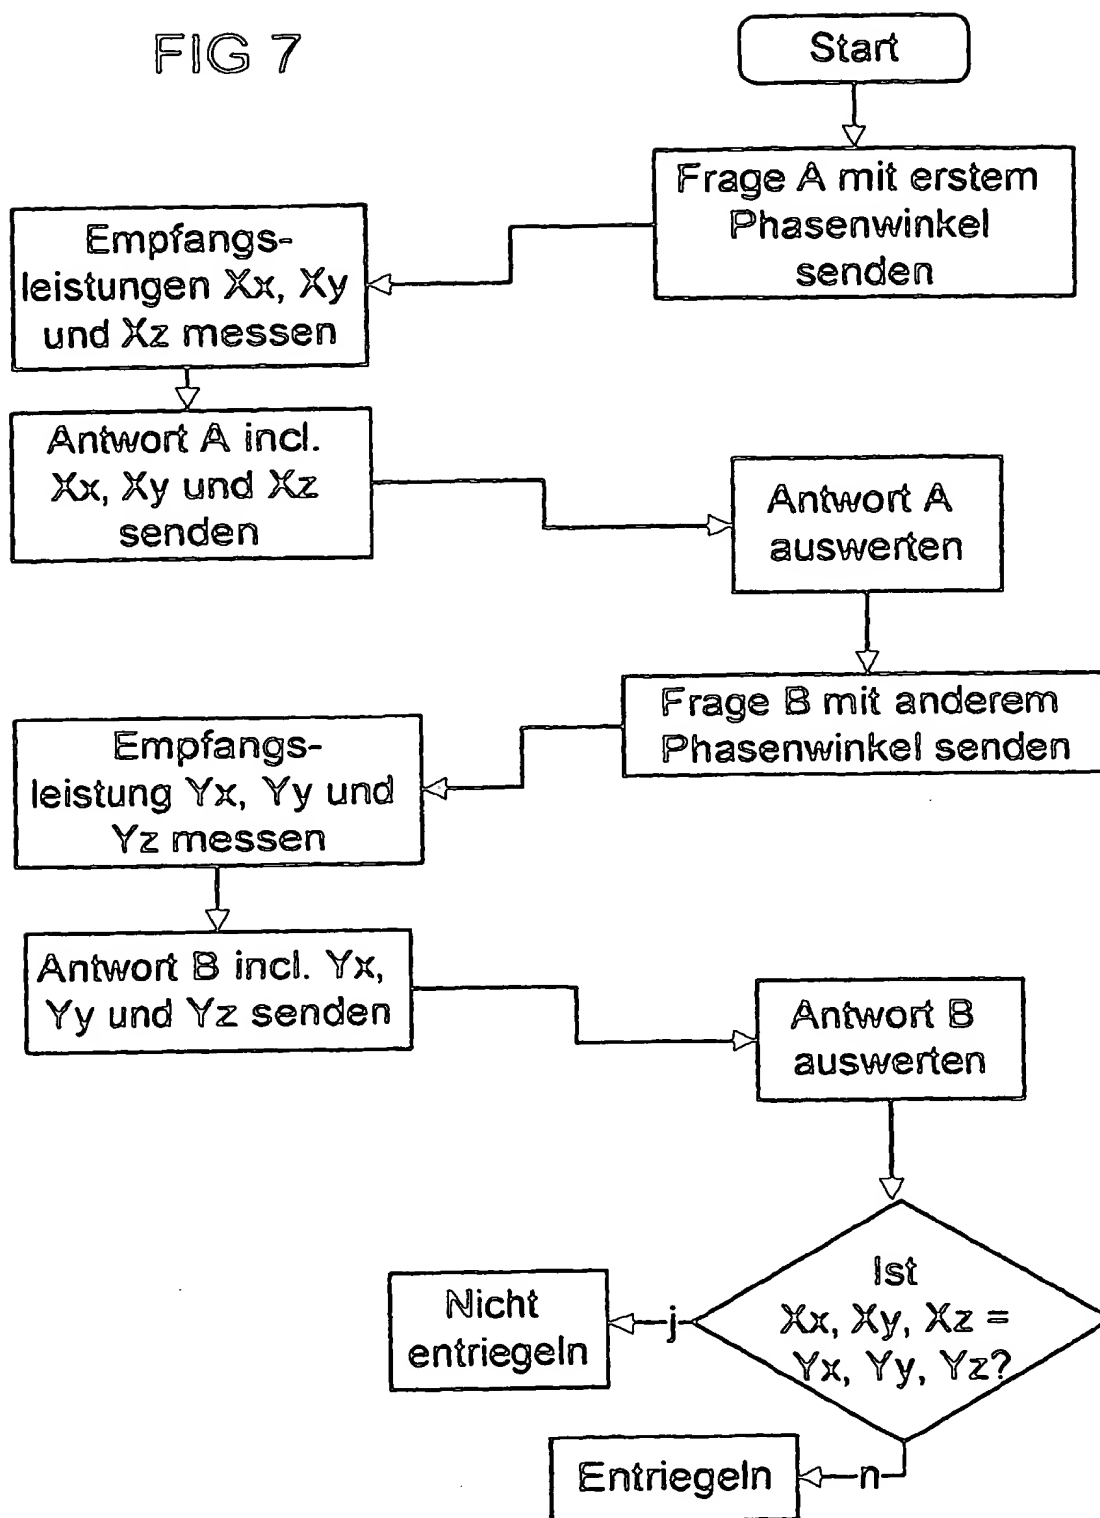 FIG 7
Start
Frage A mit erstem
Phasenwinkel
senden
Empfangs-
leistungen Xx, Xy
und Xz messen
Antwort A incl.
Xx, Xy und Xz
senden
Antwort A
auswerten
Frage B mit anderem
Phasenwinkel senden
Empfangs-
leistung Yx, Yy und
Yz messen
Antwort B incl. Yx,
Yy und Yz senden
Antwort B
auswerten
Ist
Xx, Xy, Xz =
Yx, Yy, Yz?
j
Nicht
entriegeln
n
Entriegeln